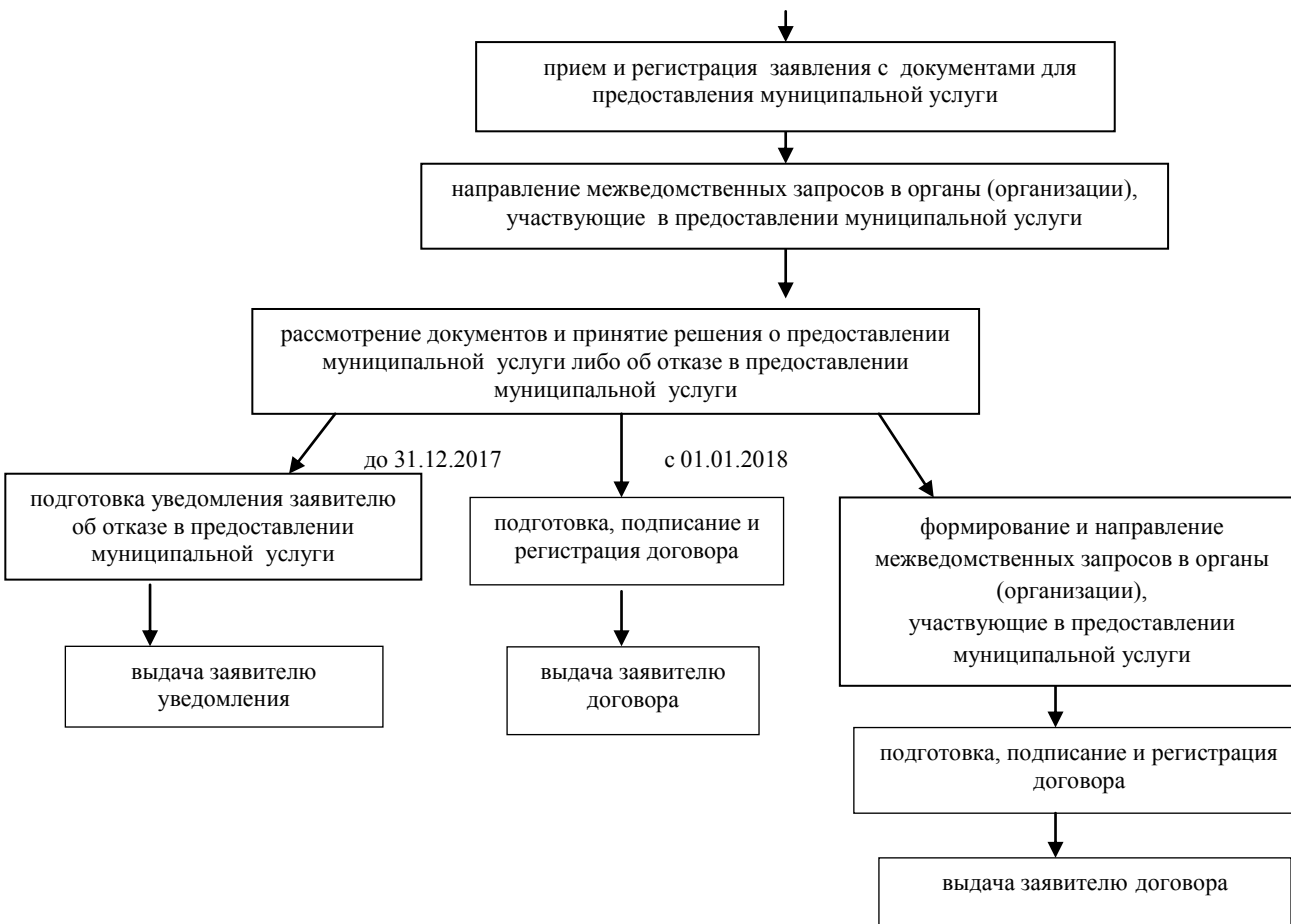 прием и регистрация заявления с документами для
предоставления муниципальной услуги
направление межведомственных запросов в органы (организации),
участвующие в предоставлении муниципальной услуги
рассмотрение документов и принятие решения о предоставлении
муниципальной услуги либо об отказе в предоставлении
муниципальной услуги
до 31.12.2017
с 01.01.2018
подготовка уведомления заявителю
об отказе в предоставлении
муниципальной услуги
подготовка, подписание и
регистрация договора
формирование и направление
межведомственных запросов в органы
(организации),
участвующие в предоставлении
муниципальной услуги
выдача заявителю
уведомления
выдача заявителю
договора
подготовка, подписание и регистрация
договора
выдача заявителю договора